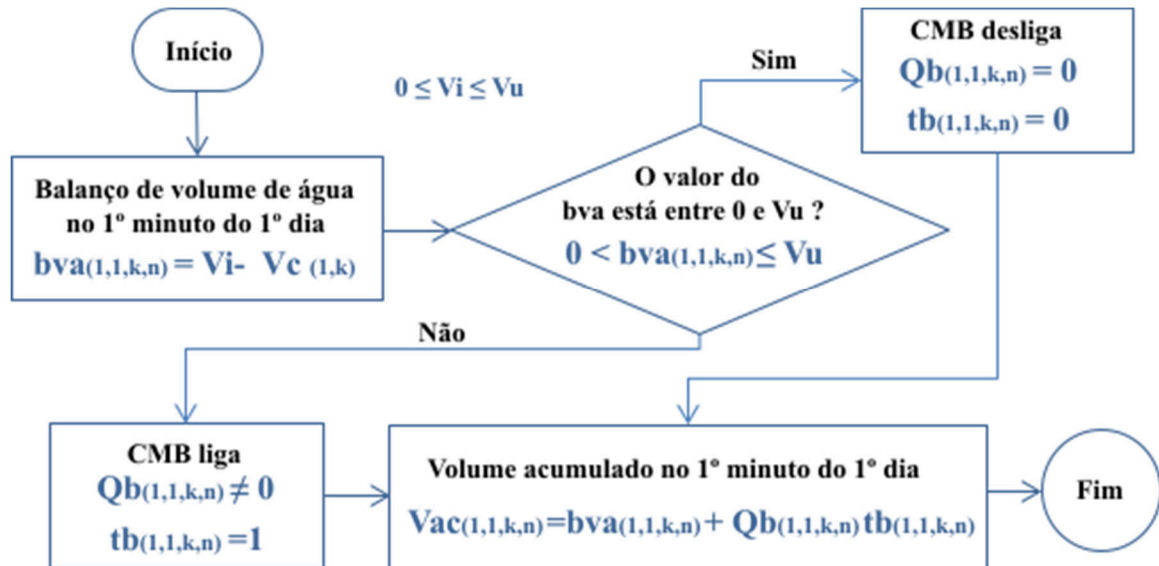 Início
0 ≤ Vi ≤ Vu
Balanço de volume de água
no 1º minuto do 1º dia
bva(1,1,k,n) = Vi- Vc (1,k)
O valor do
bva está entre 0 e Vu ?
0 < bva(1,1,k,n) ≤ Vu
Sim
CMB desliga
Qb(1,1,k,n) = 0
tb(1,1,k,n) = 0
Não
CMB liga
Qb(1,1,k,n) ≠ 0
tb(1,1,k,n) =1
Volume acumulado no 1º minuto do 1º dia
Vac(1,1,k,n)=bva(1,1,k,n)+ Qb(1,1,k,n) tb(1,1,k,n)
Fim